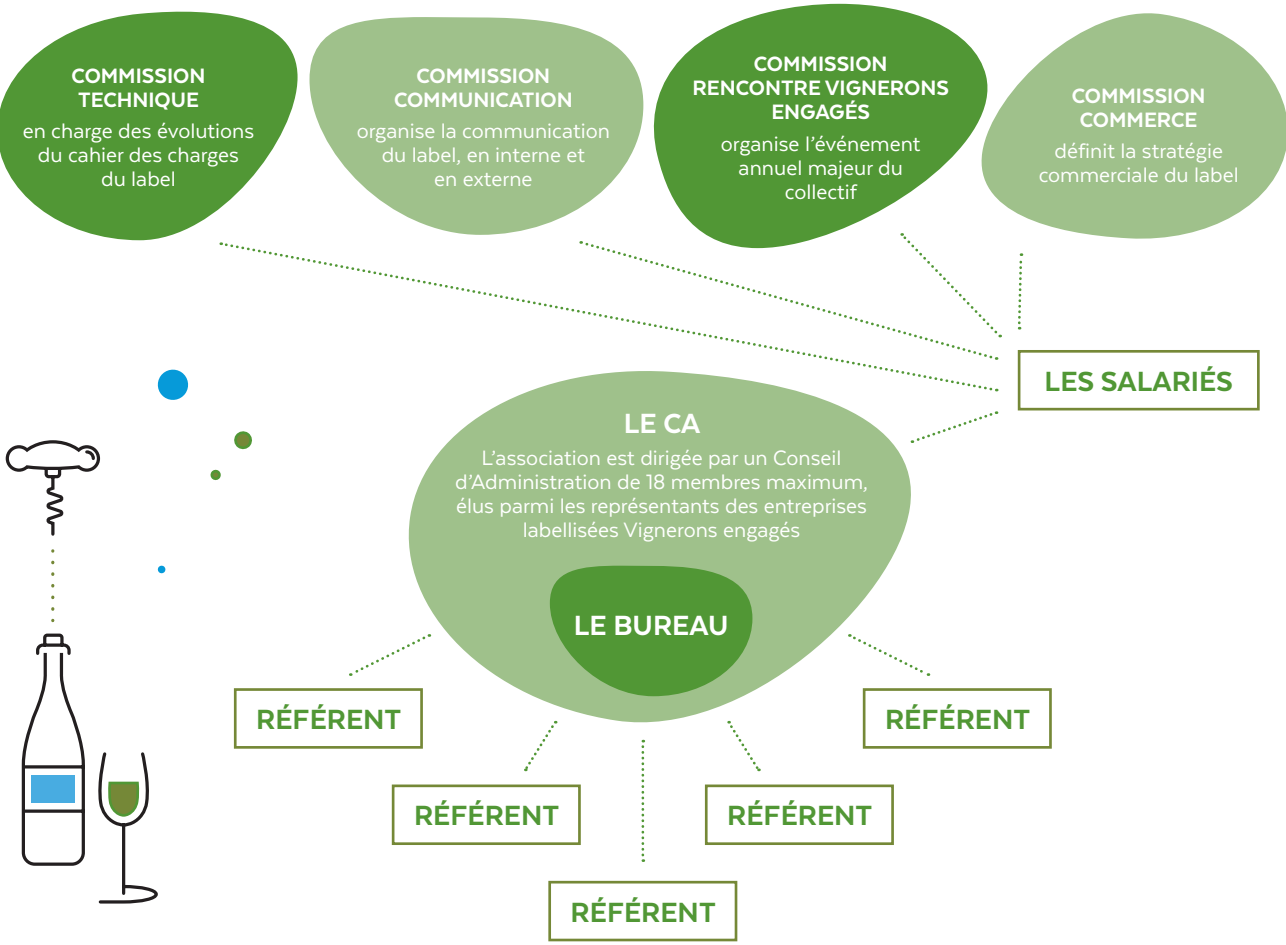 COMMISSION
TECHNIQUE
en charge des évolutions
du cahier des charges
du label
COMMISSION
COMMUNICATION
organise la communication
du label, en interne et
en externe
COMMISSION
RENCONTRE VIGNERONS
ENGAGÉS
organise l’événement
annuel majeur du
collectif
COMMISSION
COMMERCE
définit la stratégie
commerciale du label
LES SALARIÉS
LE CA
L’association est dirigée par un Conseil
d’Administration de 18 membres maximum,
élus parmi les représentants des entreprises
labellisées Vignerons engagés
LE BUREAU
RÉFÉRENT
RÉFÉRENT
RÉFÉRENT
RÉFÉRENT
RÉFÉRENT